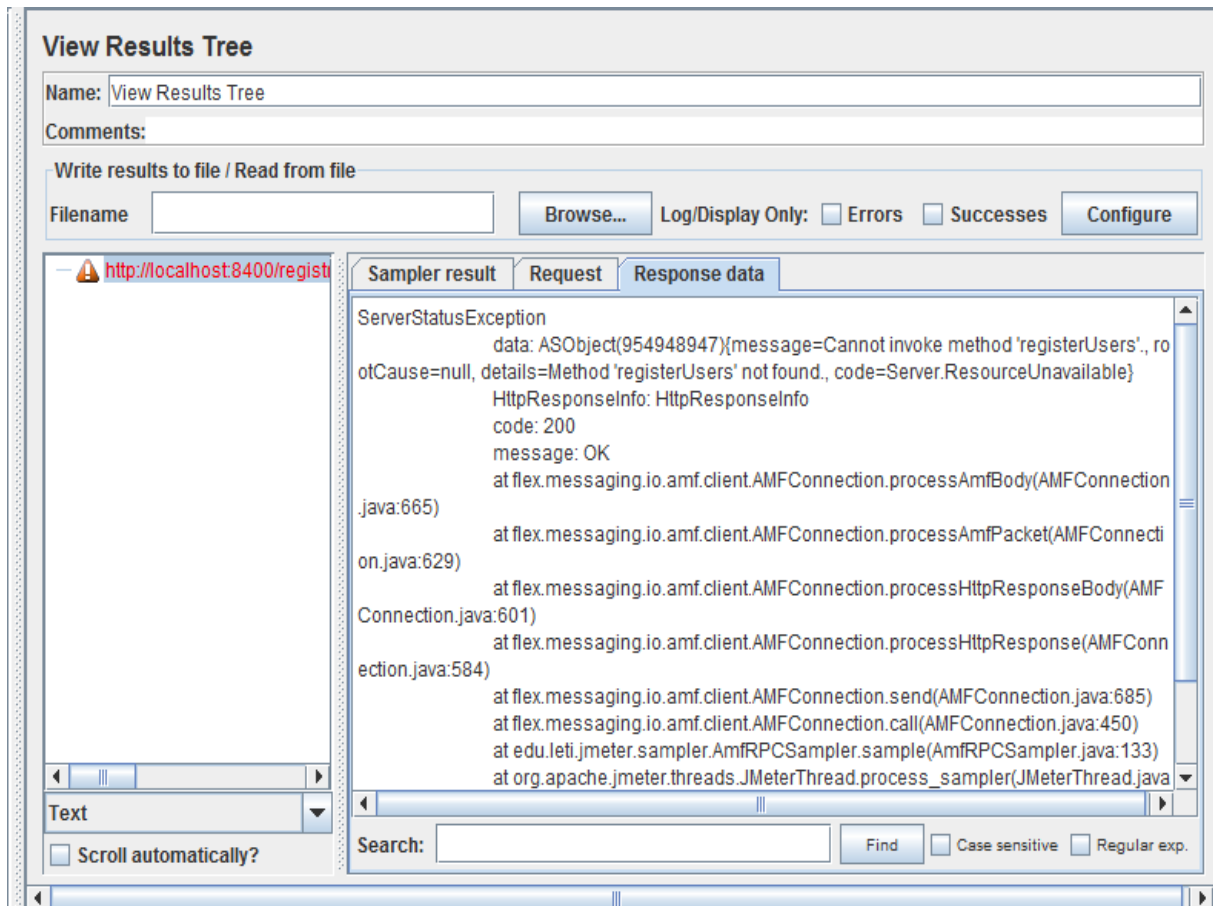 View Results Tree
Name: View Results Tree
Comments:
Write results to file / Read from file
Filename Browse... Log/Display Only: Errors Successes Configure
http://localhost:8400/registr
Sampler result Request Response data
ServerStatusException
data: ASObject(954948947){message=Cannot invoke method 'registerUsers'., ro
otCause=null, details=Method 'registerUsers' not found., code=Server.ResourceUnavailable}
HttpResponseInfo: HttpResponseInfo
code: 200
message: OK
at flex.messaging.io.amf.client.AMFConnection.processAmfBody(AMFConnection
.java:665)
at flex.messaging.io.amf.client.AMFConnection.processAmfPacket(AMFConnecti
on.java:629)
at flex.messaging.io.amf.client.AMFConnection.processHttpResponseBody(AMF
Connection.java:601)
at flex.messaging.io.amf.client.AMFConnection.processHttpResponse(AMFConn
ection.java:584)
at flex.messaging.io.amf.client.AMFConnection.send(AMFConnection.java:685)
at flex.messaging.io.amf.client.AMFConnection.call(AMFConnection.java:450)
at edu.leti.jmeter.sampler.AmfRPCSampler.sample(AmfRPCSampler.java:133)
at org.apache.jmeter.threads.JMeterThread.process_sampler(JMeterThread.java
Text
Scroll automatically?
Search: Find Case sensitive Regular exp.